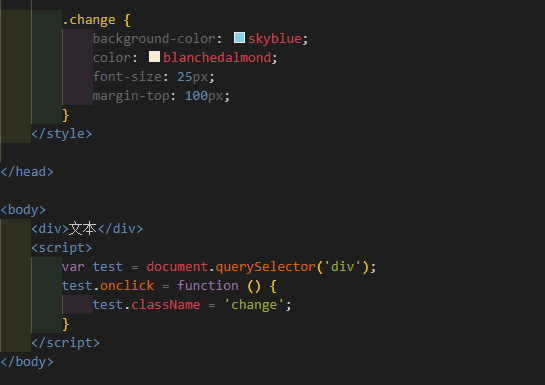 .change {
background-color: skyblue;
color: blanchedalmond;
font-size: 25px;
margin-top: 100px;
}
</style>
</head>
<body>
<div>文本</div>
<script>
var test = document.querySelector('div');
test.onclick = function () {
test.className = 'change';
}
</script>
</body>